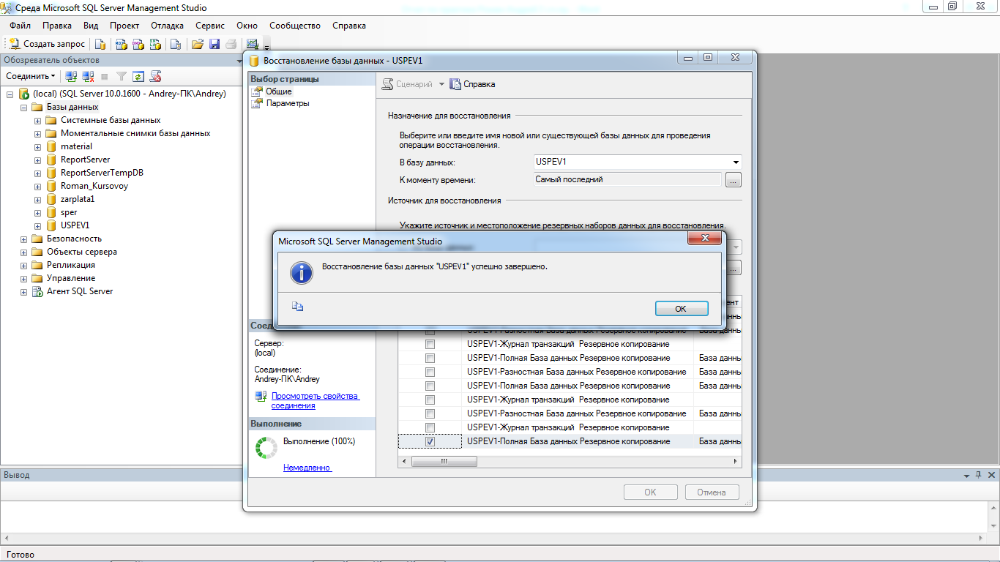 Среда Microsoft SQL Server Management Studio
Файл Правка Вид Проект Отладка Сервис Окно Сообщество Справка
Создать запрос
Обозреватель объектов
Соединить
(local) (SQL Server 10.0.1600 - Andrey-ПК\Andrey)
Базы данных
Системные базы данных
Моментальные снимки базы данных
material
ReportServer
ReportServerTempDB
Roman_Kursovoy
zarplata1
sper
USPEV1
Безопасность
Объекты сервера
Репликация
Управление
Агент SQL Server
Восстановление базы данных - USPEV1
Выбор страницы
Общие
Параметры
Сценарий Справка
Назначение для восстановления
Выберите или введите имя новой или существующей базы данных для проведения
операции восстановления.
В базу данных: USPEV1
К моменту времени: Самый последний ...
Источник для восстановления
Укажите источник и местоположение резервных наборов данных для восстановления.
...
Microsoft SQL Server Management Studio
Восстановление базы данных "USPEV1" успешно завершено.
OK
USPEV1-Журнал транзакций Резервное копирование
USPEV1-Полная База данных Резервное копирование База данны
USPEV1-Разностная База данных Резервное копирование База данны
USPEV1-Полная База данных Резервное копирование База данны
USPEV1-Журнал транзакций Резервное копирование
USPEV1-Разностная База данных Резервное копирование База данны
USPEV1-Журнал транзакций Резервное копирование
USPEV1-Полная База данных Резервное копирование База данны
Сервер:
(local)
Соединение:
Andrey-ПК\Andrey
Просмотреть свойства
соединения
Выполнение
Выполнение (100%)
Немедленно
OK Отмена
Вывод
Готово